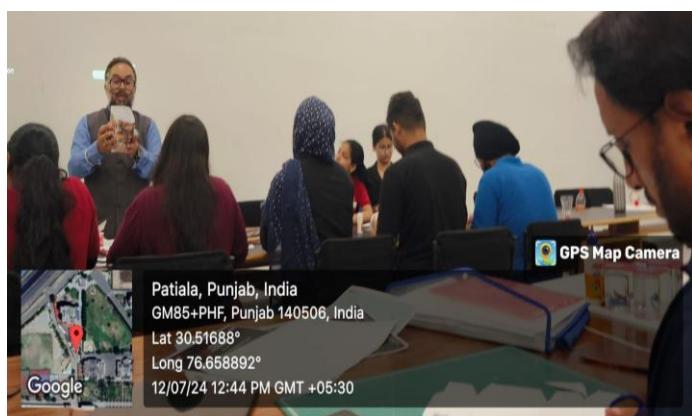 GPS Map Camera
Patiala, Punjab, India
GM85+PHF, Punjab 140506, India
Lat 30.51688°
Long 76.658892°
12/07/24 12:44 PM GMT +05:30
Google